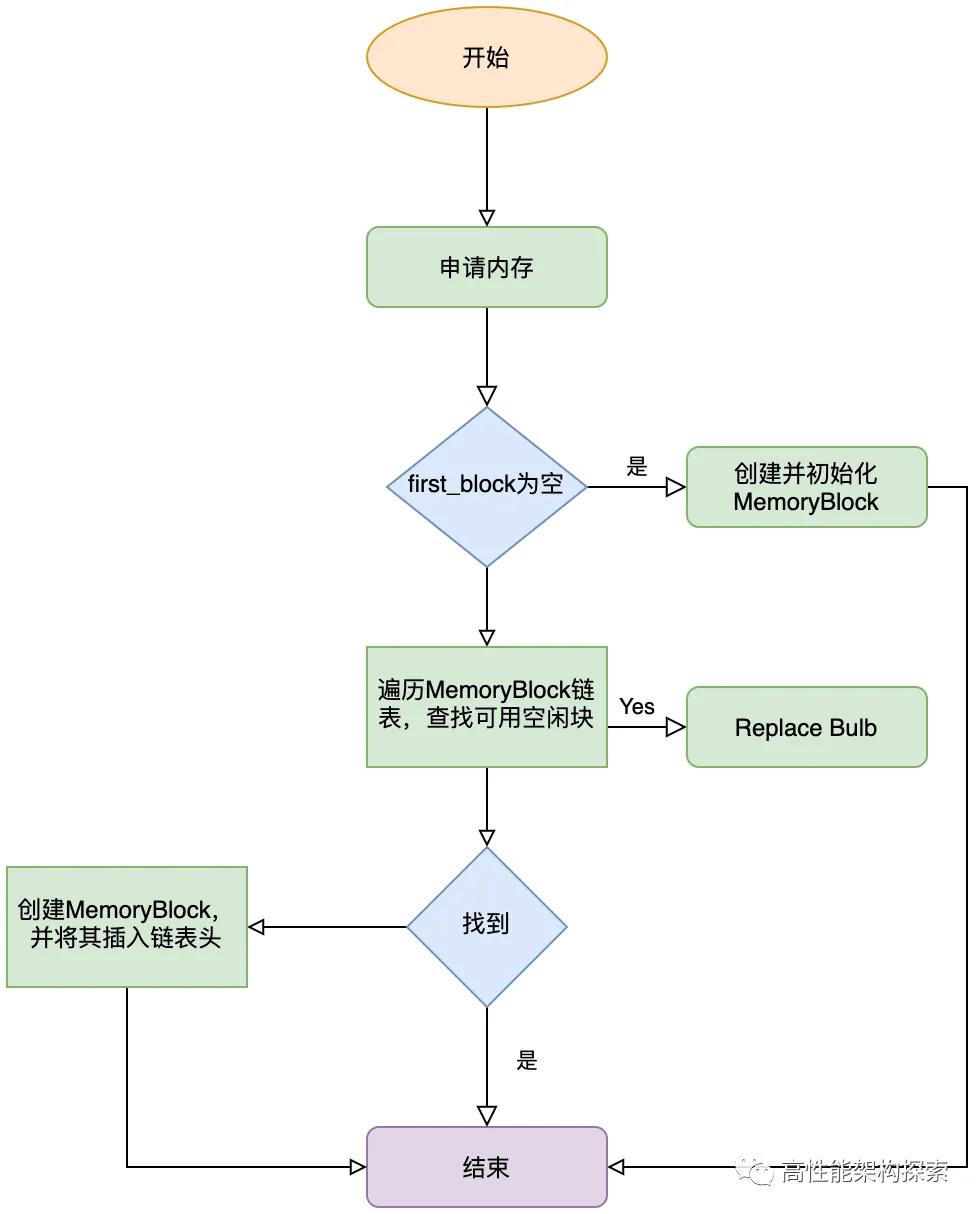 开始
申请内存
first_block为空
是
创建并初始化
MemoryBlock
遍历MemoryBlock链
表，查找可用空闲块
Yes
Replace Bulb
创建MemoryBlock，
并将其插入链表头
找到
是
结束
高性能架构探索